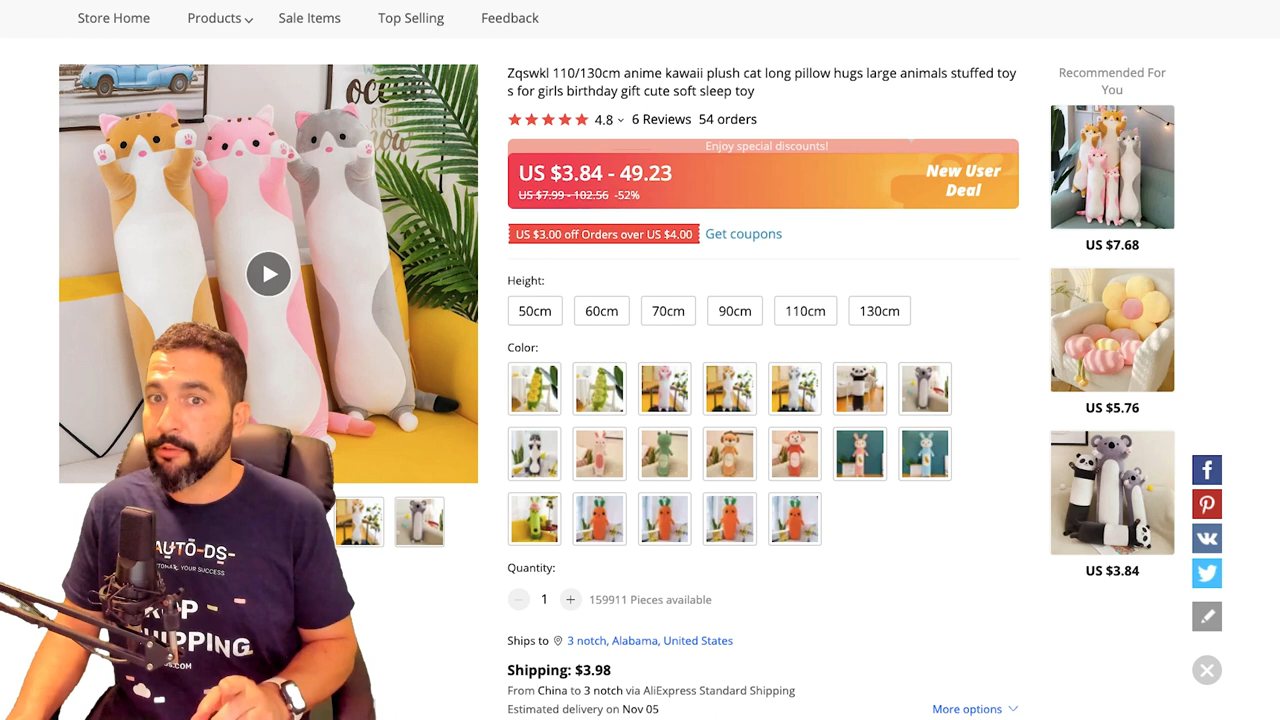 Store Home
Products
Sale Items
Top Selling
Feedback
Zqswkl 110/130cm anime kawaii plush cat long pillow hugs large animals stuffed toy
s for girls birthday gift cute soft sleep toy
4.8
6 Reviews
54 orders
Enjoy special discounts!
US $3.84 - 49.23
US $7.99 - 102.56
-52%
New User
Deal
US $3.00 off Orders over US $4.00
Get coupons
Height:
50cm
60cm
70cm
90cm
110cm
130cm
Color:
Quantity:
1
159911 Pieces available
Ships to
3 notch, Alabama, United States
Shipping: $3.98
From China to 3 notch via AliExpress Standard Shipping
Estimated delivery on Nov 05
More options
Recommended For
You
US $7.68
US $5.76
US $3.84
AUTO-DS-
YOUR SUCCESS